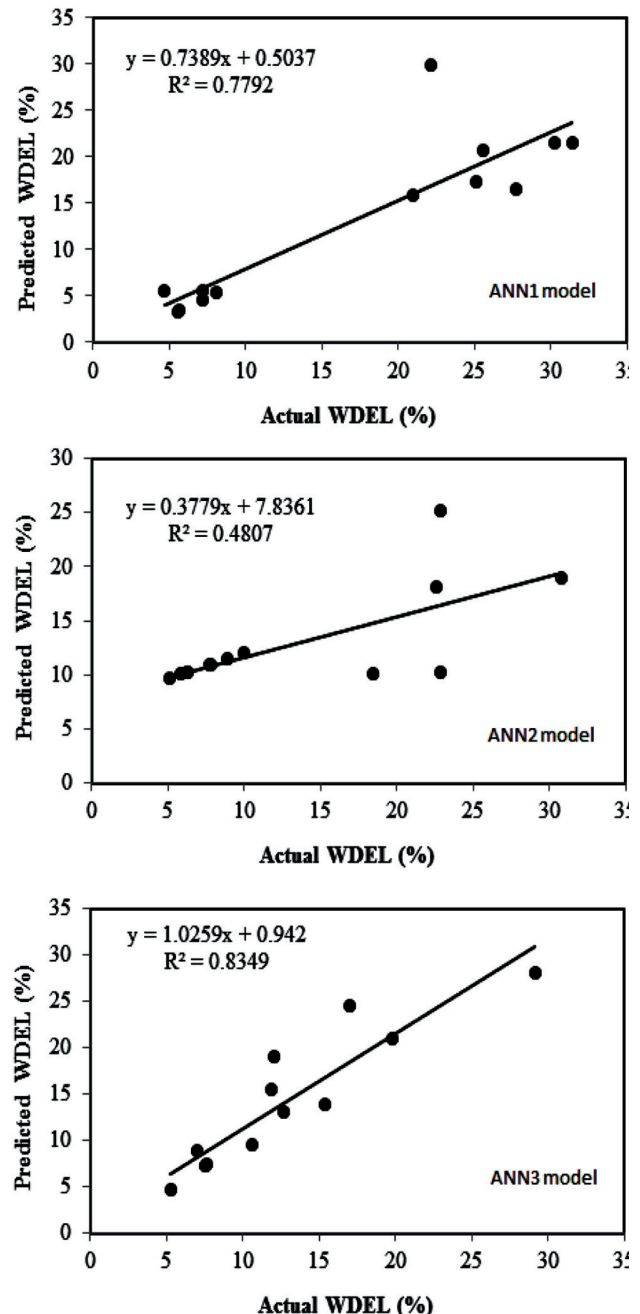 35
30
25
20
15
10
5
0
Predicted WDEL (%)
y = 0.7389x + 0.5037
R² = 0.7792
ANN1 model
0 5 10 15 20 25 30 35
Actual WDEL (%)
30
25
20
15
10
5
0
Predicted WDEL (%)
y = 0.3779x + 7.8361
R² = 0.4807
ANN2 model
0 5 10 15 20 25 30 35
Actual WDEL (%)
35
30
25
20
15
10
5
0
Predicted WDEL (%)
y = 1.0259x + 0.942
R² = 0.8349
ANN3 model
0 5 10 15 20 25 30 35
Actual WDEL (%)